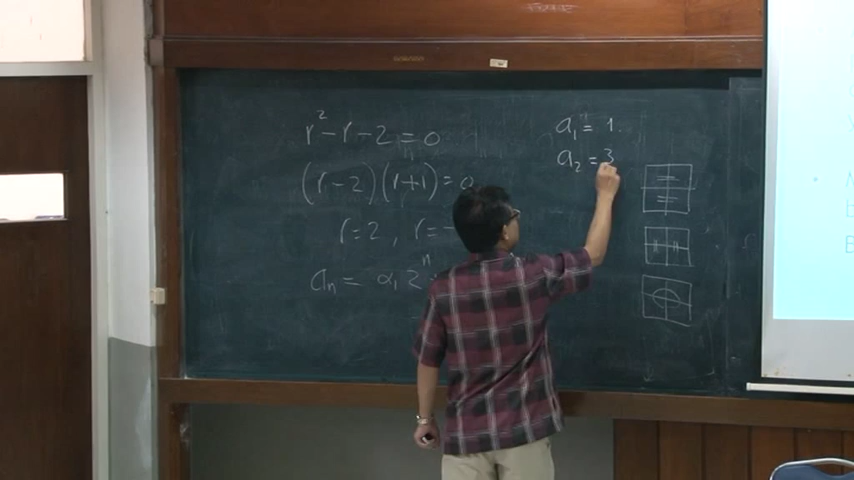 r² - r - 2 = 0
(r - 2)(r + 1) = 0
r = 2 , r = -
aₙ = α₁ 2ⁿ
a₁ = 1.
a₂ = 3